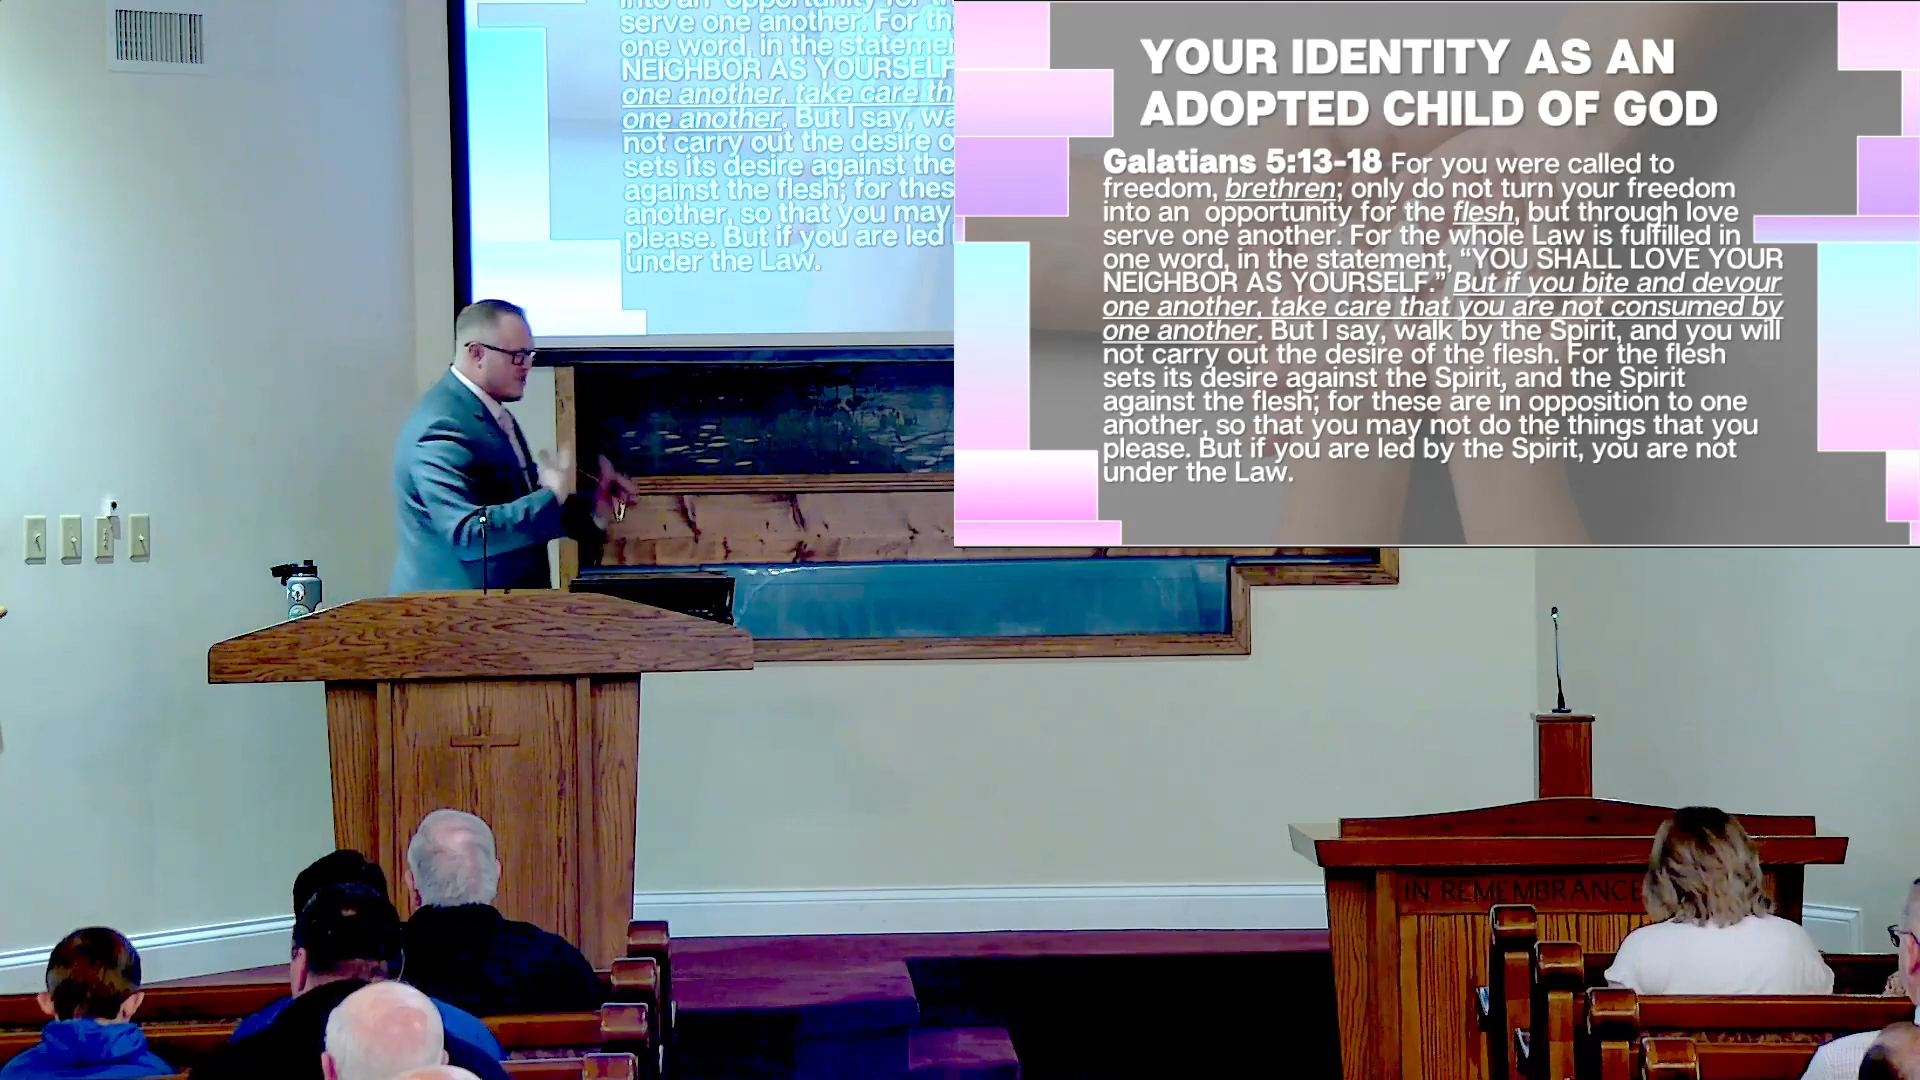 into an opportunity for th
serve one another. For th
one word, in the statemen
NEIGHBOR AS YOURSELF
one another, take care th
one another. But I say, wa
not carry out the desire o
sets its desire against the
against the flesh; for thes
another, so that you may
please. But if you are led
under the Law.
YOUR IDENTITY AS AN
ADOPTED CHILD OF GOD
Galatians 5:13-18 For you were called to
freedom, brethren; only do not turn your freedom
into an opportunity for the flesh, but through love
serve one another. For the whole Law is fulfilled in
one word, in the statement, “YOU SHALL LOVE YOUR
NEIGHBOR AS YOURSELF.” But if you bite and devour
one another, take care that you are not consumed by
one another. But I say, walk by the Spirit, and you will
not carry out the desire of the flesh. For the flesh
sets its desire against the Spirit, and the Spirit
against the flesh; for these are in opposition to one
another, so that you may not do the things that you
please. But if you are led by the Spirit, you are not
under the Law.
IN REMEMBRANCE